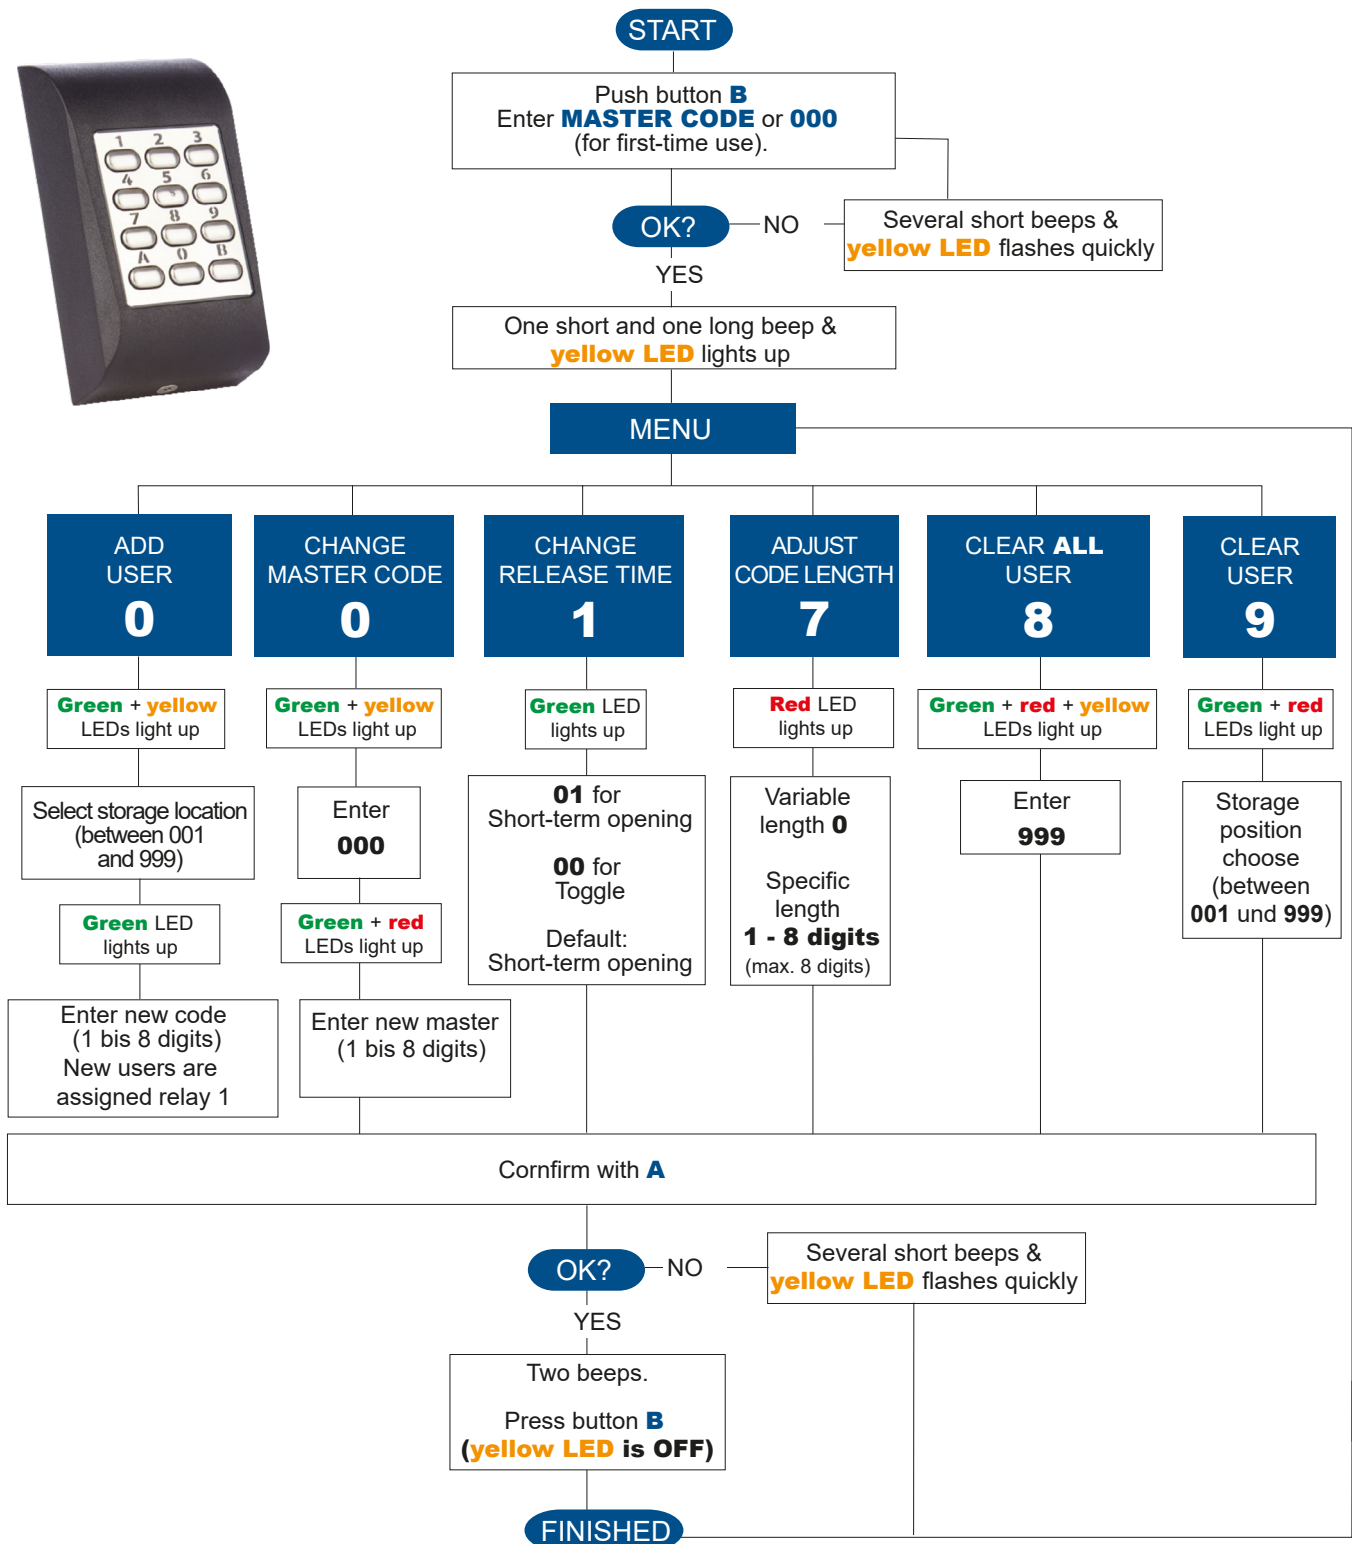 START
Push button B
Enter MASTER CODE or 000
(for first-time use).
1 2 3
4 5 6
7 8 9
A 0 B
OK?
NO
Several short beeps &
yellow LED flashes quickly
YES
One short and one long beep &
yellow LED lights up
MENU
ADD
USER
0
Green + yellow
LEDs light up
Select storage location
(between 001
and 999)
Green LED
lights up
Enter new code
(1 bis 8 digits)
New users are
assigned relay 1
CHANGE
MASTER CODE
0
Green + yellow
LEDs light up
Enter
000
Green + red
LEDs light up
Enter new master
(1 bis 8 digits)
CHANGE
RELEASE TIME
1
Green LED
lights up
01 for
Short-term opening
00 for
Toggle
Default:
Short-term opening
ADJUST
CODE LENGTH
7
Red LED
lights up
Variable
length 0
Specific
length
1 - 8 digits
(max. 8 digits)
CLEAR ALL
USER
8
Green + red + yellow
LEDs light up
Enter
999
CLEAR
USER
9
Green + red
LEDs light up
Storage
position
choose
(between
001 und 999)
Cornfirm with A
OK?
NO
Several short beeps &
yellow LED flashes quickly
YES
Two beeps.
Press button B
(yellow LED is OFF)
FINISHED